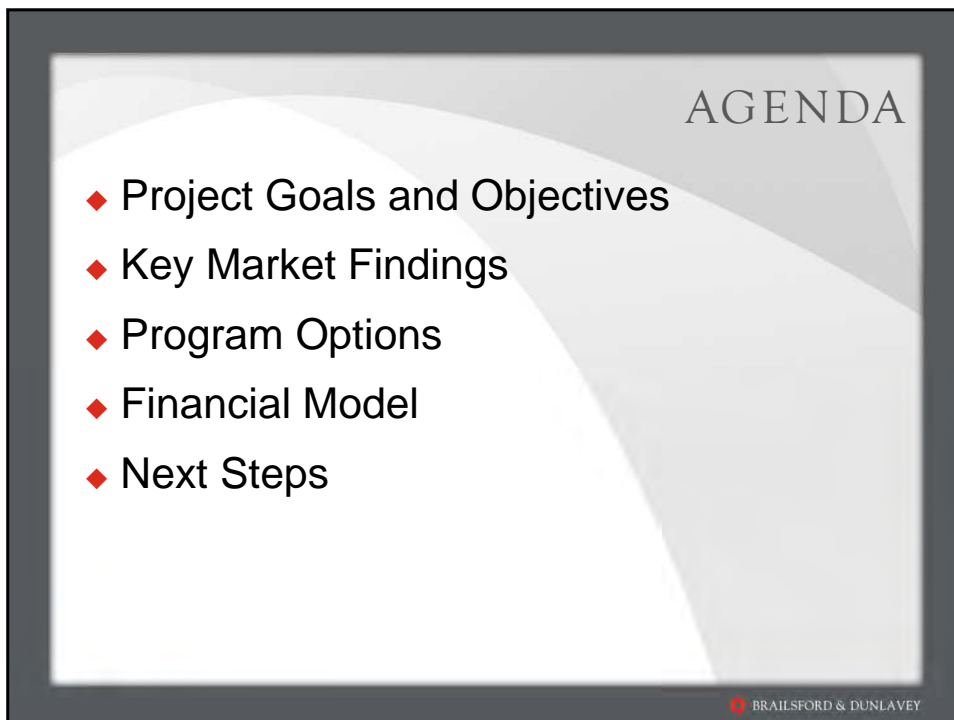 AGENDA
Project Goals and Objectives
Key Market Findings
Program Options
Financial Model
Next Steps
BRAILSFORD & DUNLAVEY